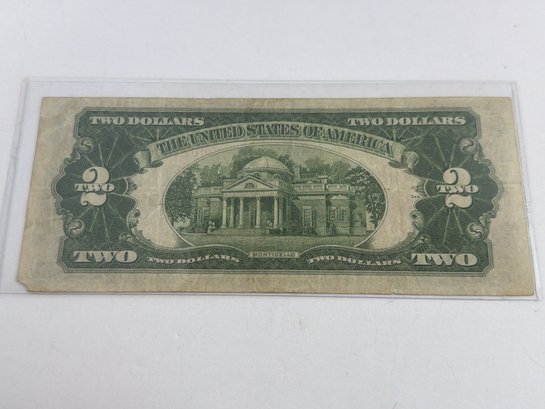 TWO DOLLARS TWO DOLLARS
THE UNITED STATES OF AMERICA
2 2
TWO TWO
MONTICELLO
TWO TWO DOLLARS TWO DOLLARS TWO